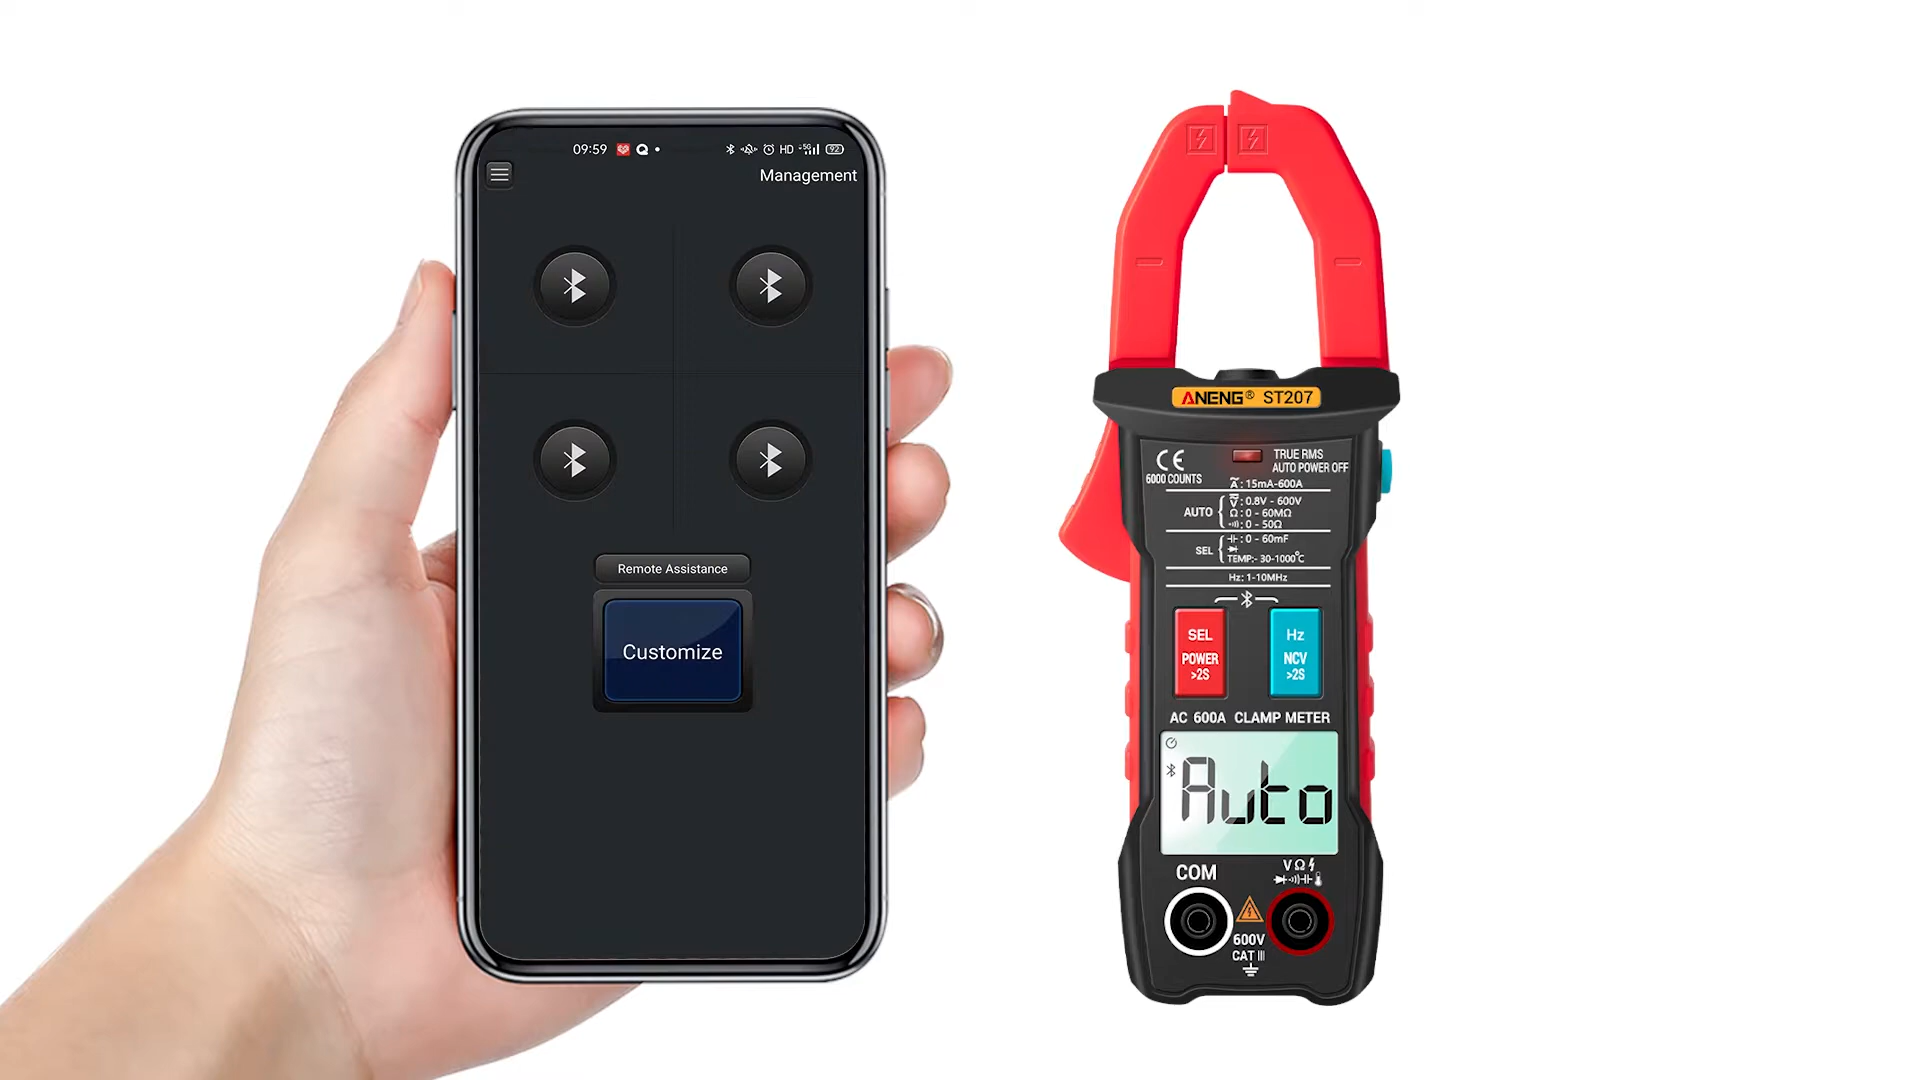 09:59
HD 5G 92
Management
Remote Assistance
Customize
ANENG® ST207
CE
6000 COUNTS
TRUE RMS
AUTO POWER OFF
A: 15mA-600A
AUTO
V: 0.8V - 600V
Ω: 0 - 60MΩ
: 0 - 50Ω
SEL
: 0 - 60mF
TEMP:- 30-1000°C
Hz: 1-10MHz
SEL
POWER
>2S
Hz
NCV
>2S
AC 600A CLAMP METER
Auto
COM
V Ω
600V
CAT III